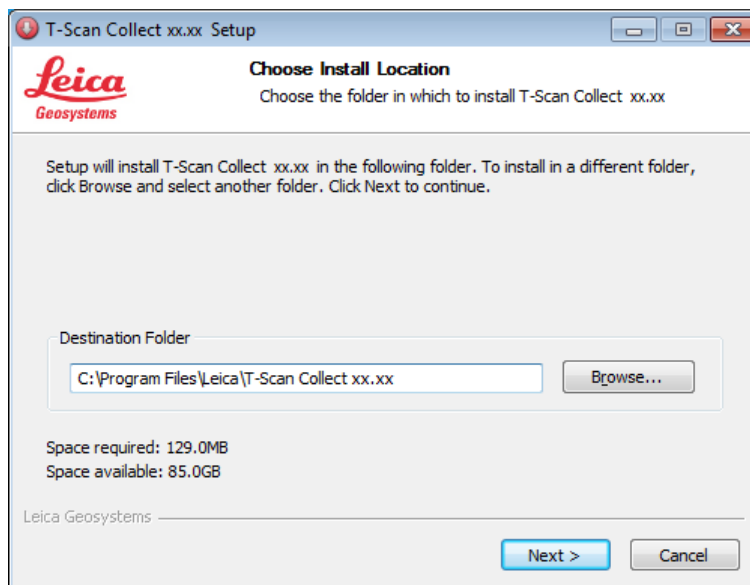 T-Scan Collect xx.xx Setup
Leica
Geosystems
Choose Install Location
Choose the folder in which to install T-Scan Collect xx.xx
Setup will install T-Scan Collect xx.xx in the following folder. To install in a different folder,
click Browse and select another folder. Click Next to continue.
Destination Folder
C:\Program Files\Leica\T-Scan Collect xx.xx
Browse...
Space required: 129.0MB
Space available: 85.0GB
Leica Geosystems
Next >
Cancel